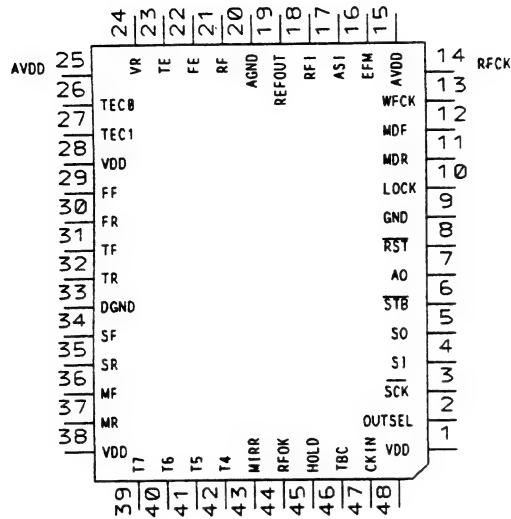 24 23 22 21 20 19 18 17 16 15
VR TE FE RF AGND REFOUT RFI ASI EFM AVDD
AVDD 25
26 TEC0
27 TEC1
28 VDD
29 FF
30 FR
31 TF
32 TR
33 DGND
34 SF
35 SR
36 MF
37 MR
38 VDD
14 RFCK
WFCK 13
MDF 12
MDR 11
LOCK 10
GND 9
RST 8
AO 7
STB 6
SO 5
SI 4
SCK 3
OUTSEL 2
VDD 1
T7 T6 T5 T4 MIRR RFOK HOLD TBC CKIN
39 40 41 42 43 44 45 46 47 48